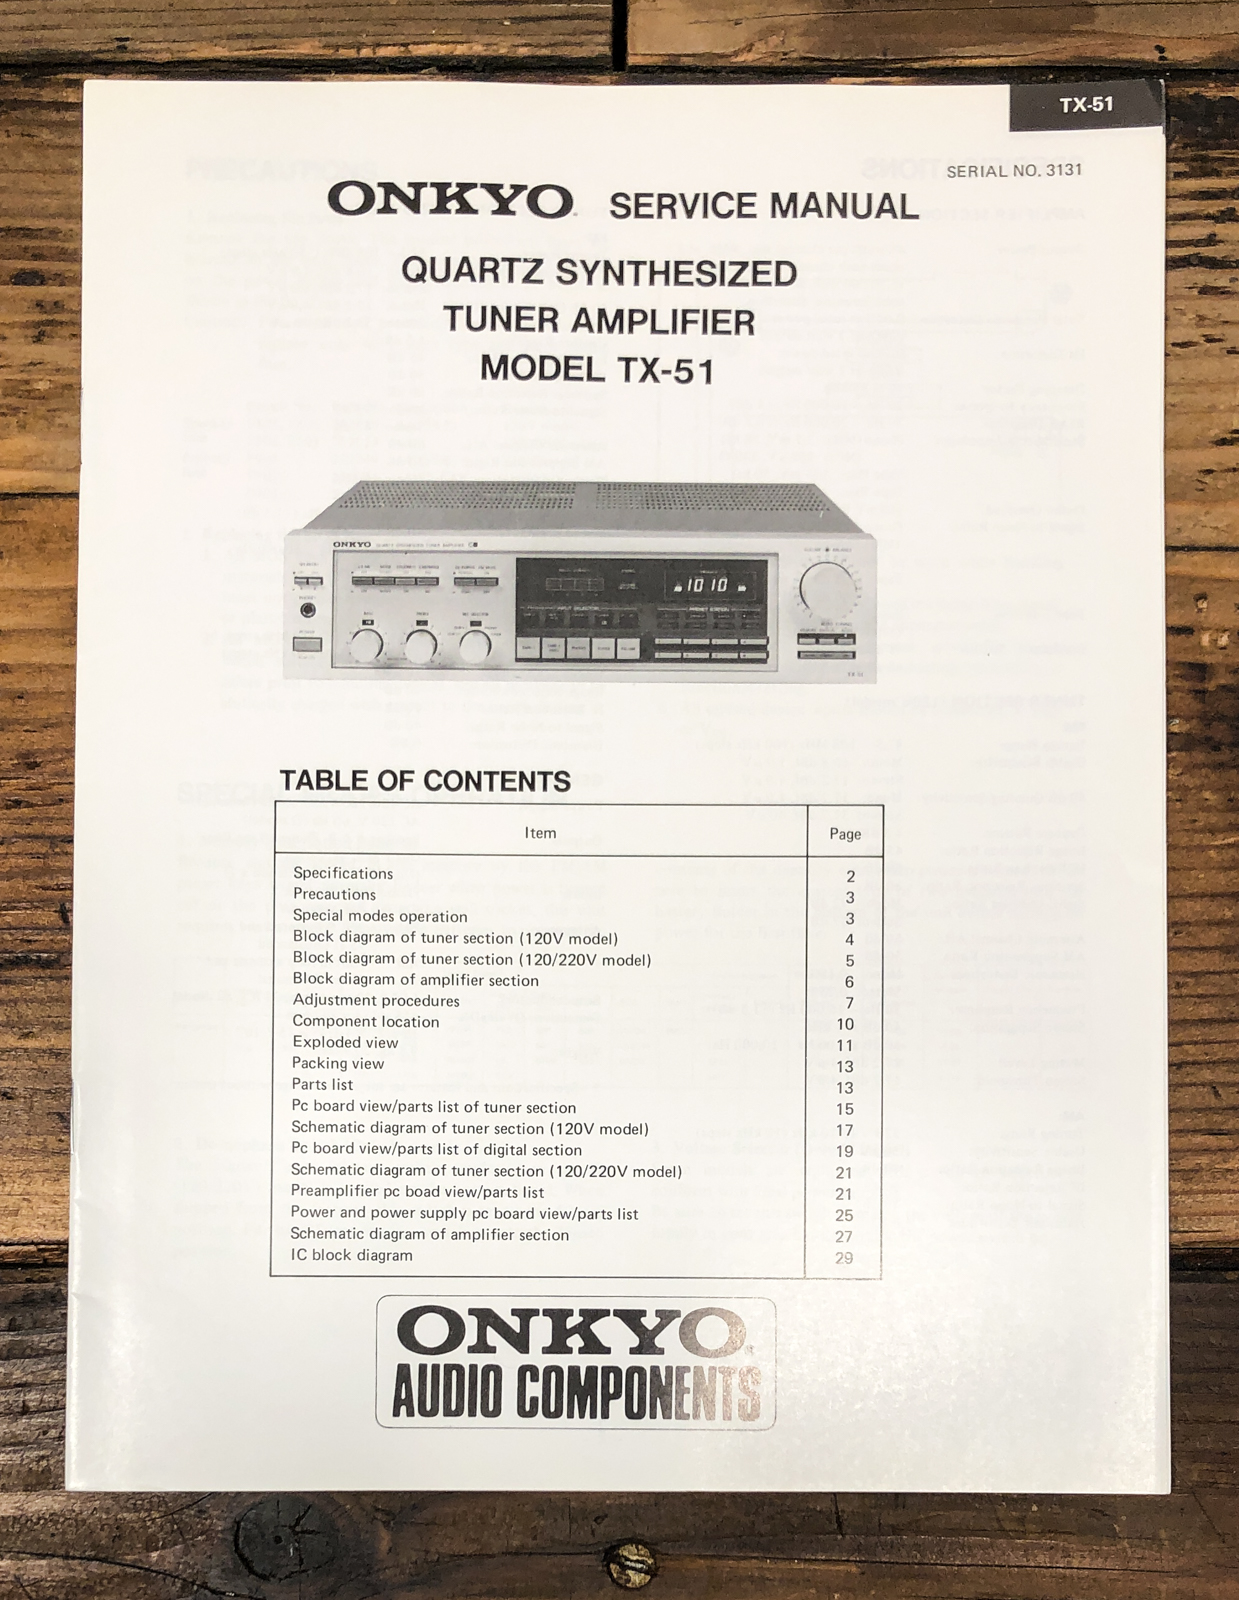 TX-51
SERIAL NO. 3131
ONKYO. SERVICE MANUAL
QUARTZ SYNTHESIZED
TUNER AMPLIFIER
MODEL TX-51
ONKYO
1010
TABLE OF CONTENTS
Item Page
Specifications 2
Precautions 3
Special modes operation 3
Block diagram of tuner section (120V model) 4
Block diagram of tuner section (120/220V model) 5
Block diagram of amplifier section 6
Adjustment procedures 7
Component location 10
Exploded view 11
Packing view 13
Parts list 13
Pc board view/parts list of tuner section 15
Schematic diagram of tuner section (120V model) 17
Pc board view/parts list of digital section 19
Schematic diagram of tuner section (120/220V model) 21
Preamplifier pc boad view/parts list 21
Power and power supply pc board view/parts list 25
Schematic diagram of amplifier section 27
IC block diagram 29
ONKYO®
AUDIO COMPONENTS